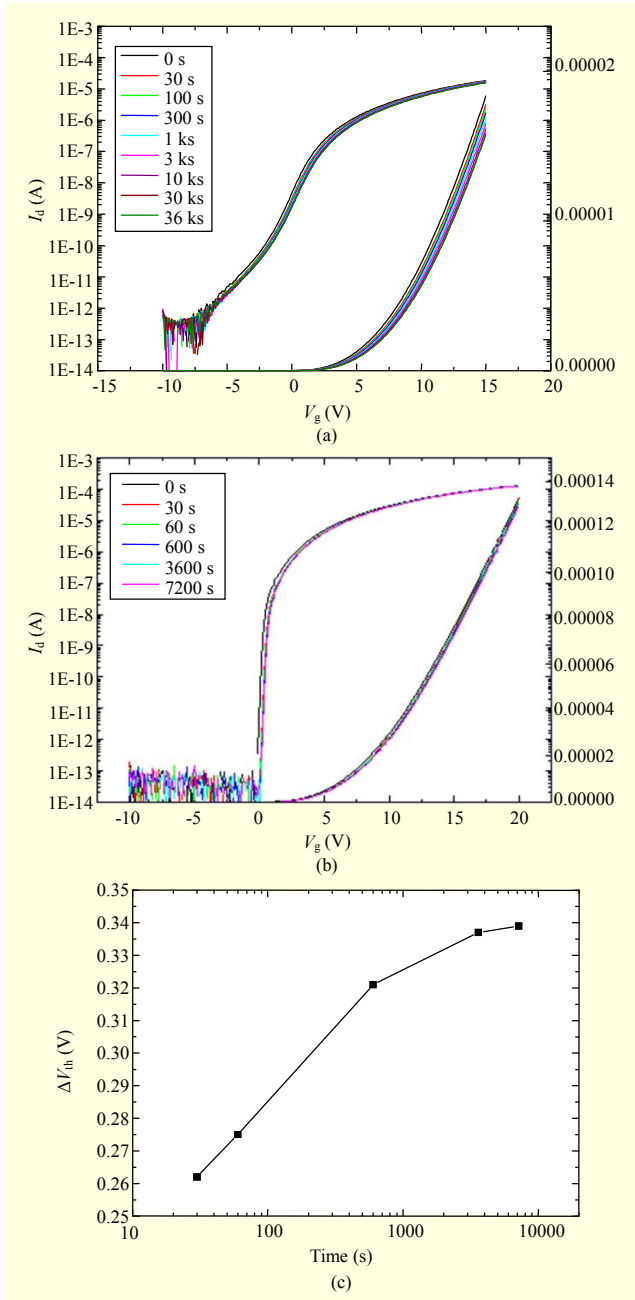 1E-3
1E-4
1E-5
1E-6
1E-7
1E-8
1E-9
1E-10
1E-11
1E-12
1E-13
1E-14
I_d (A)
0 s
30 s
100 s
300 s
1 ks
3 ks
10 ks
30 ks
36 ks
0.00002
0.00001
0.00000
-15 -10 -5 0 5 10 15 20
V_g (V)
(a)
1E-3
1E-4
1E-5
1E-6
1E-7
1E-8
1E-9
1E-10
1E-11
1E-12
1E-13
1E-14
I_d (A)
0 s
30 s
60 s
600 s
3600 s
7200 s
0.00014
0.00012
0.00010
0.00008
0.00006
0.00004
0.00002
0.00000
-10 -5 0 5 10 15 20
V_g (V)
(b)
0.35
0.34
0.33
0.32
0.31
0.30
0.29
0.28
0.27
0.26
0.25
ΔV_th (V)
10 100 1000 10000
Time (s)
(c)